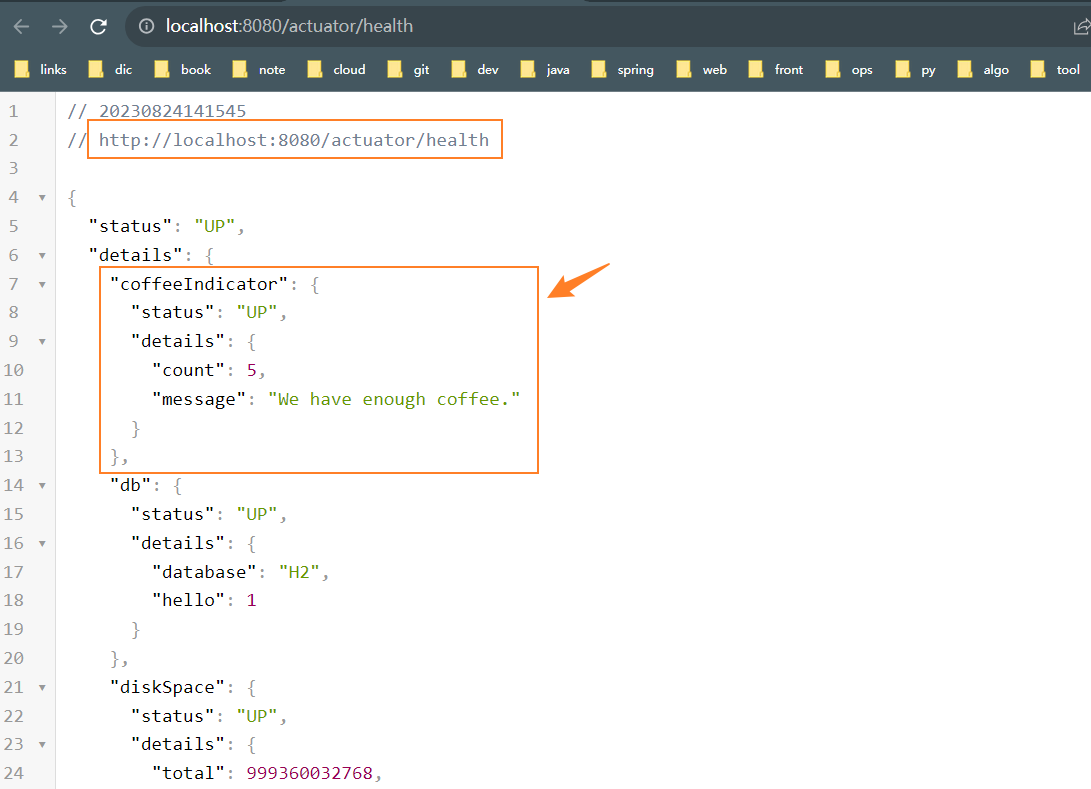 localhost:8080/actuator/health
links dic book note cloud git dev java spring web front ops py algo tool
1 // 20230824141545
2 // http://localhost:8080/actuator/health
3
4 {
5 "status": "UP",
6 "details": {
7 "coffeeIndicator": {
8 "status": "UP",
9 "details": {
10 "count": 5,
11 "message": "We have enough coffee."
12 }
13 },
14 "db": {
15 "status": "UP",
16 "details": {
17 "database": "H2",
18 "hello": 1
19 }
20 },
21 "diskSpace": {
22 "status": "UP",
23 "details": {
24 "total": 999360032768,